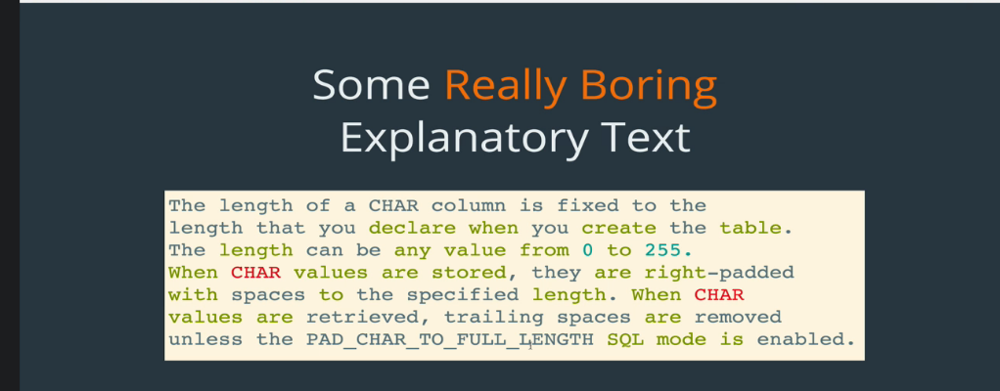 Some Really Boring
Explanatory Text
The length of a CHAR column is fixed to the
length that you declare when you create the table.
The length can be any value from 0 to 255.
When CHAR values are stored, they are right-padded
with spaces to the specified length. When CHAR
values are retrieved, trailing spaces are removed
unless the PAD_CHAR_TO_FULL_LENGTH SQL mode is enabled.